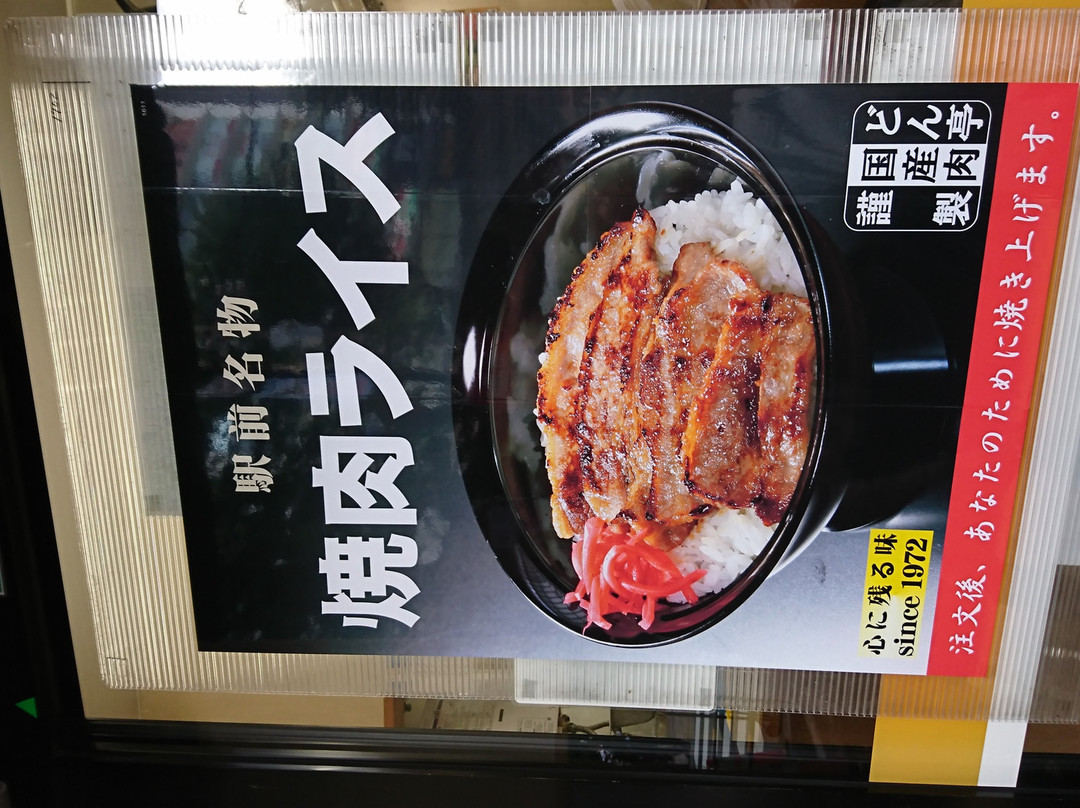 駅前名物
焼肉ライス
どん亭
国産肉
謹製
心に残る味
since 1972
注文後、あなたのために焼き上げます。